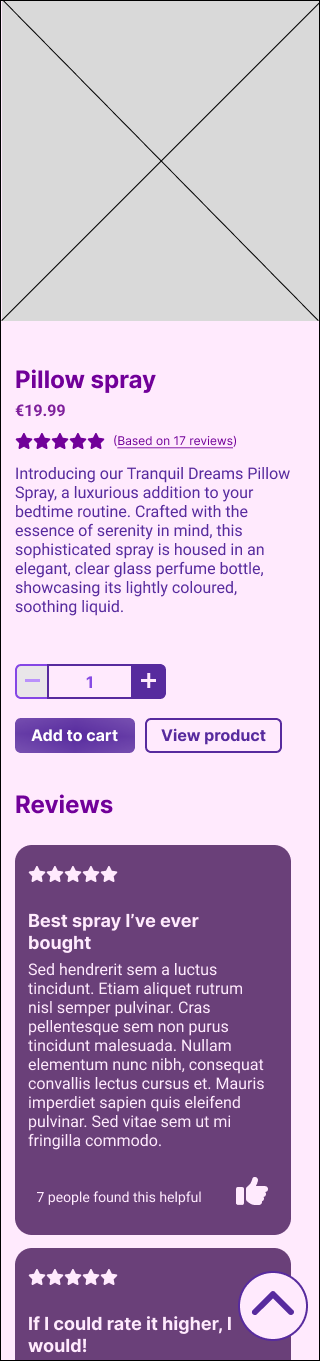 Pillow spray
€19.99
(Based on 17 reviews)
Introducing our Tranquil Dreams Pillow
Spray, a luxurious addition to your
bedtime routine. Crafted with the
essence of serenity in mind, this
sophisticated spray is housed in an
elegant, clear glass perfume bottle,
showcasing its lightly coloured,
soothing liquid.
1
Add to cart
View product
Reviews
Best spray I’ve ever
bought
Sed hendrerit sem a luctus
tincidunt. Etiam aliquet rutrum
nisl semper pulvinar. Cras
pellentesque sem non purus
tincidunt malesuada. Nullam
elementum nunc nibh, consequat
convallis lectus cursus et. Mauris
imperdiet sapien quis eleifend
pulvinar. Sed vitae sem ut mi
fringilla commodo.
7 people found this helpful
If I could rate it higher, I
would!